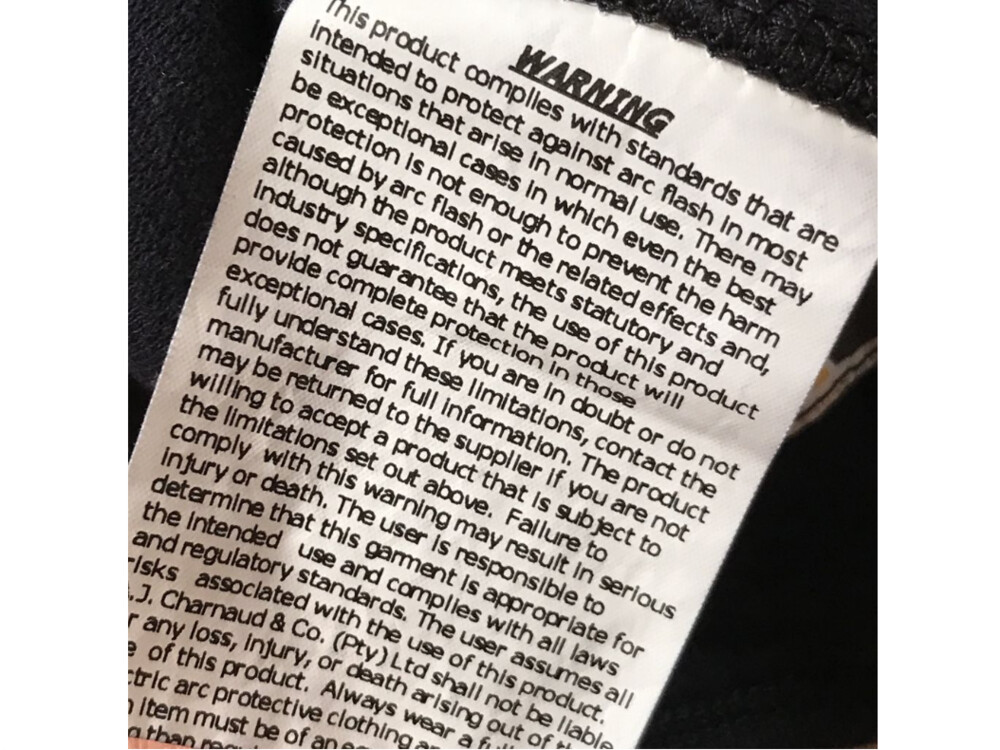 WARNING
This product complies with standards that are
intended to protect against arc flash in most
situations that arise in normal use. There may
be exceptional cases in which even the best
protection is not enough to prevent the harm
caused by arc flash or the related effects and,
although the product meets statutory and
industry specifications, the use of this product
does not guarantee that the product will
provide complete protection in those
exceptional cases. If you are in doubt or do not
fully understand these limitations, contact the
manufacturer for full information. The product
may be returned to the supplier if you are not
willing to accept a product that is subject to
the limitations set out above. Failure to
comply with this warning may result in serious
injury or death. The user is responsible to
determine that this garment is appropriate for
the intended use and complies with all laws
and regulatory standards. The user assumes all
risks associated with the use of this product.
.J. Charnaud & Co. (Pty) Ltd shall not be liable
r any loss, injury, or death arising out of
of this product. Always wear a
ctric arc protective clothing
item must be of an
than